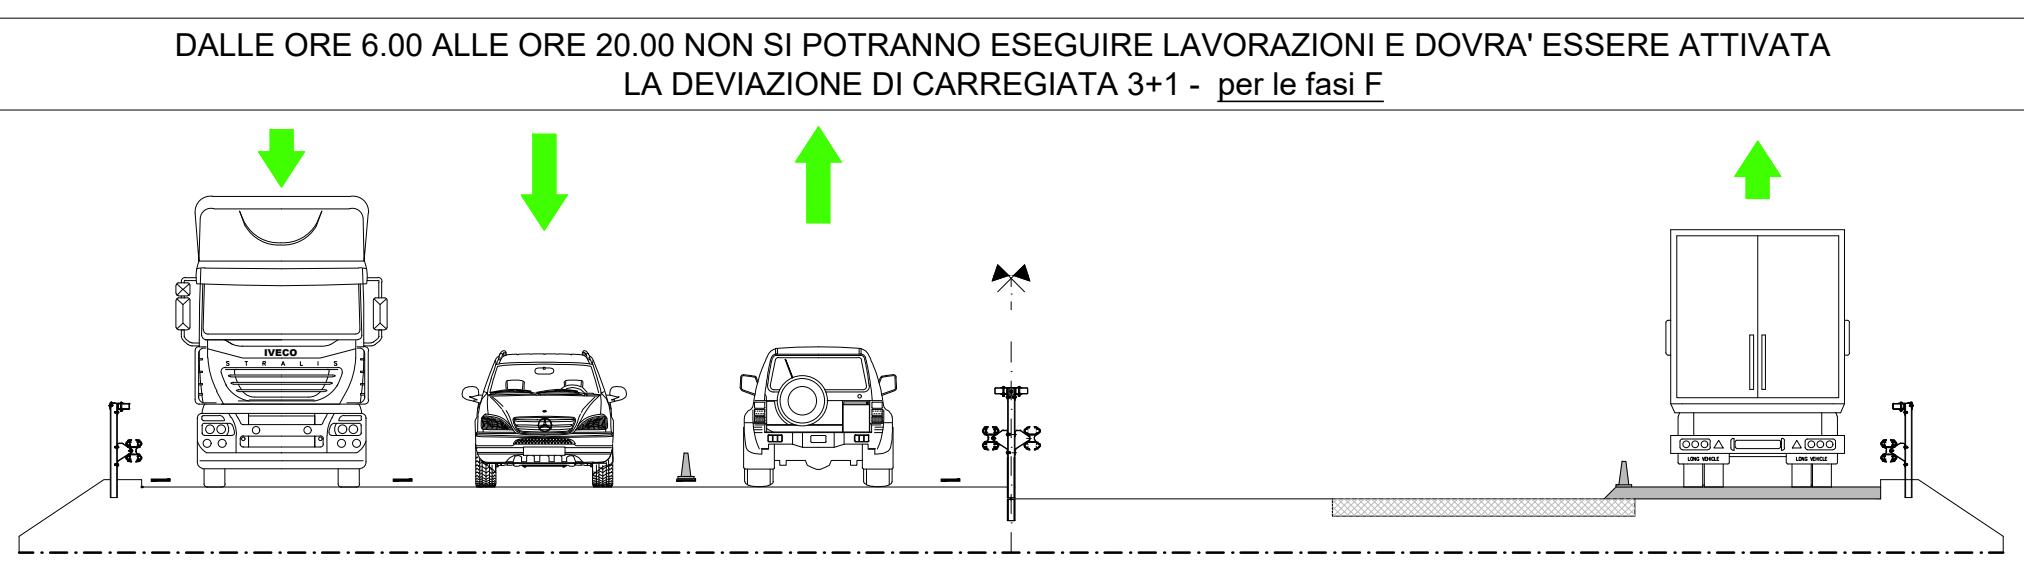 DALLE ORE 6.00 ALLE ORE 20.00 NON SI POTRANNO ESEGUIRE LAVORAZIONI E DOVRA' ESSERE ATTIVATA
LA DEVIAZIONE DI CARREGIATA 3+1 - per le fasi F
IVECO
S T R A L I S
LONG VEHICLE LONG VEHICLE